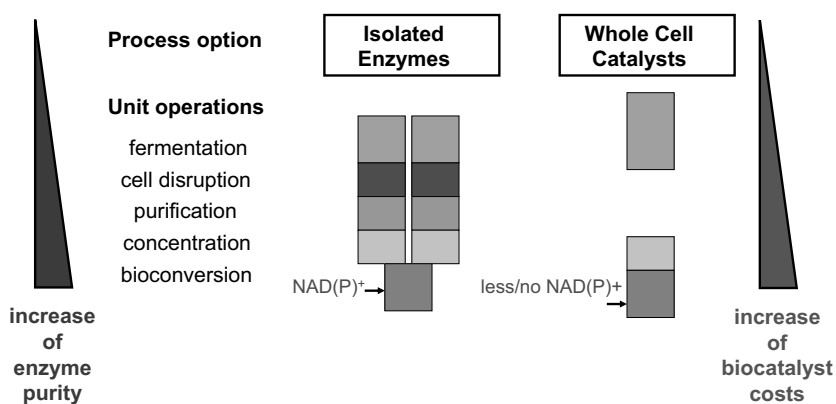 Process option
Isolated
Enzymes
Whole Cell
Catalysts
Unit operations
fermentation
cell disruption
purification
concentration
bioconversion
NAD(P)+
less/no NAD(P)+
increase
of
enzyme
purity
increase
of
biocatalyst
costs